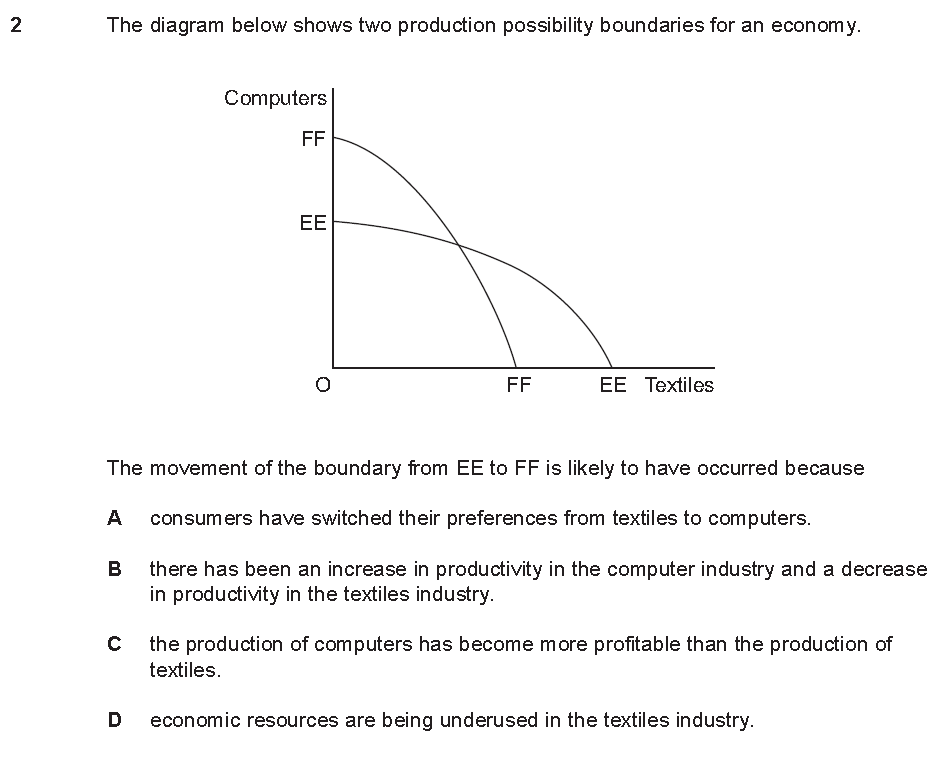 2 The diagram below shows two production possibility boundaries for an economy.
Computers
FF
EE
O FF EE Textiles
The movement of the boundary from EE to FF is likely to have occurred because
A consumers have switched their preferences from textiles to computers.
B there has been an increase in productivity in the computer industry and a decrease
in productivity in the textiles industry.
C the production of computers has become more profitable than the production of
textiles.
D economic resources are being underused in the textiles industry.